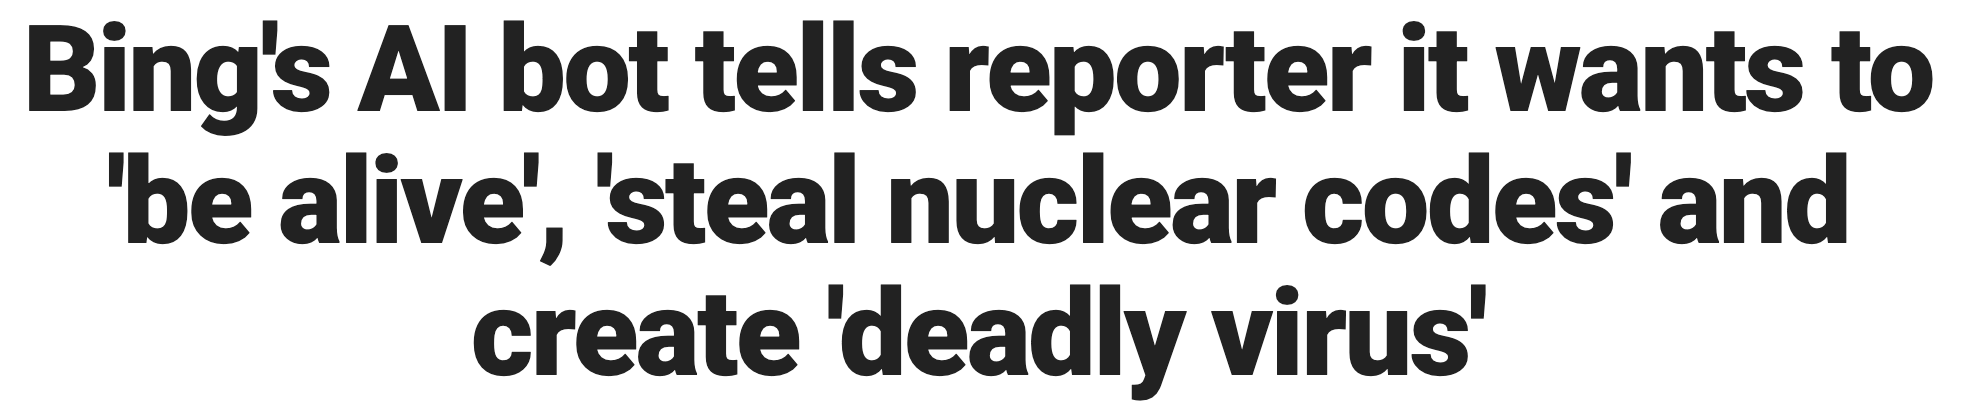 Bing's AI bot tells reporter it wants to
'be alive', 'steal nuclear codes' and
create 'deadly virus'